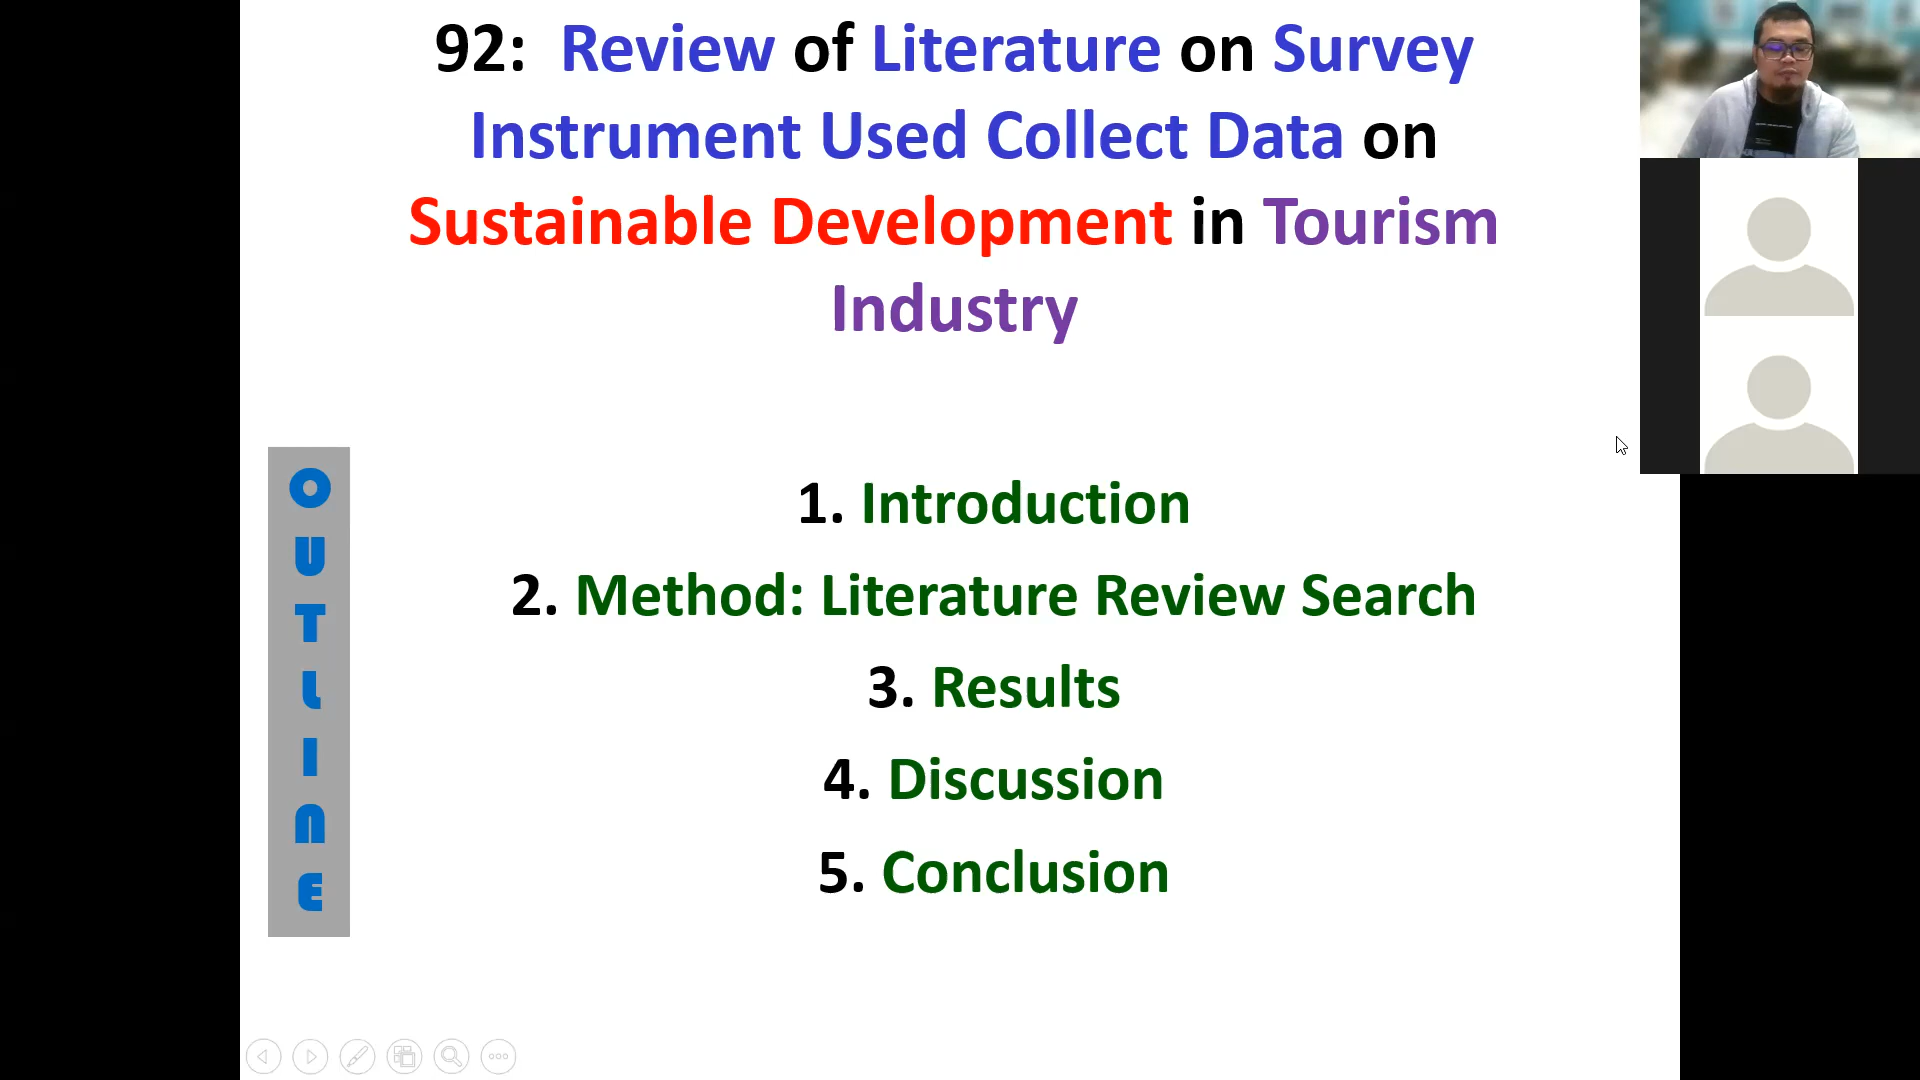 92: Review of Literature on Survey
Instrument Used Collect Data on
Sustainable Development in Tourism
Industry
OUTLINE
1. Introduction
2. Method: Literature Review Search
3. Results
4. Discussion
5. Conclusion